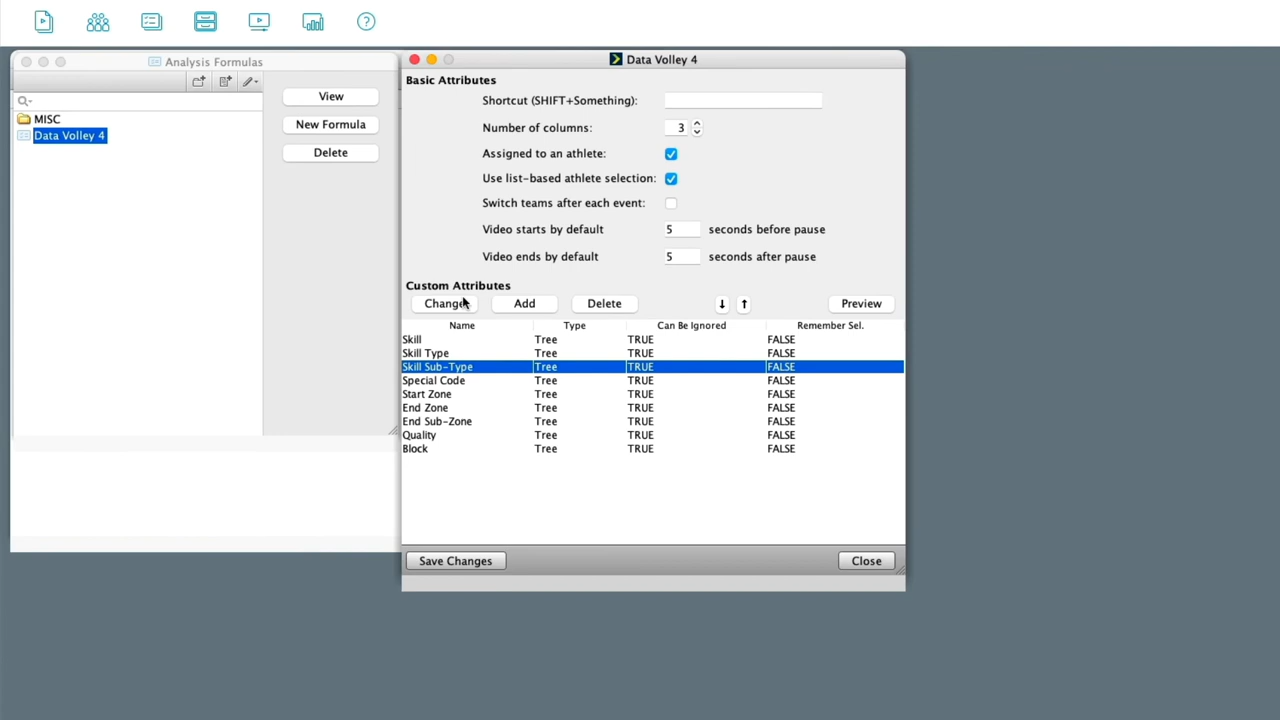 Analysis Formulas
View
New Formula
Delete
MISC
Data Volley 4
Data Volley 4
Basic Attributes
Shortcut (SHIFT+Something):
Number of columns: 3
Assigned to an athlete:
Use list-based athlete selection:
Switch teams after each event:
Video starts by default 5 seconds before pause
Video ends by default 5 seconds after pause
Custom Attributes
Change Add Delete ↓ ↑ Preview
Name Type Can Be Ignored Remember Sel.
Skill Tree TRUE FALSE
Skill Type Tree TRUE FALSE
Skill Sub-Type Tree TRUE FALSE
Special Code Tree TRUE FALSE
Start Zone Tree TRUE FALSE
End Zone Tree TRUE FALSE
End Sub-Zone Tree TRUE FALSE
Quality Tree TRUE FALSE
Block Tree TRUE FALSE
Save Changes Close